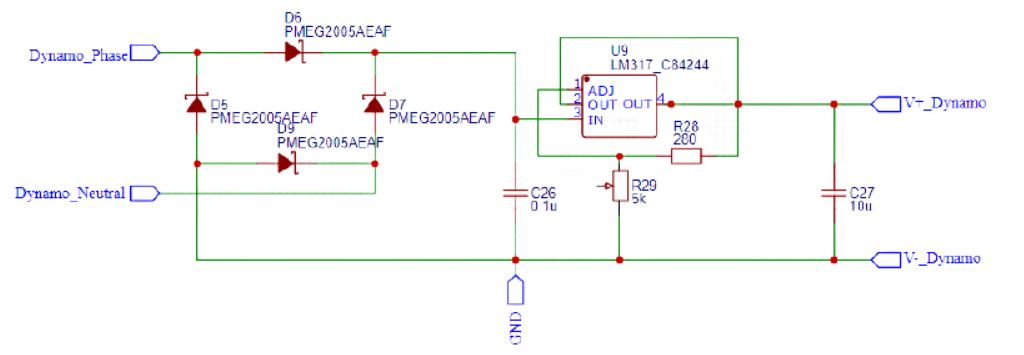 D6
PMEG2005AEAF
Dynamo_Phase
U9
LM317_C84244
1
ADJ
2
OUT
OUT
4
3
IN
V+_Dynamo
D5
PMEG2005AEAF
D7
PMEG2005AEAF
D9
PMEG2005AEAF
R28
280
Dynamo_Neutral
C26
0.1u
R29
5k
C27
10u
V-_Dynamo
GND